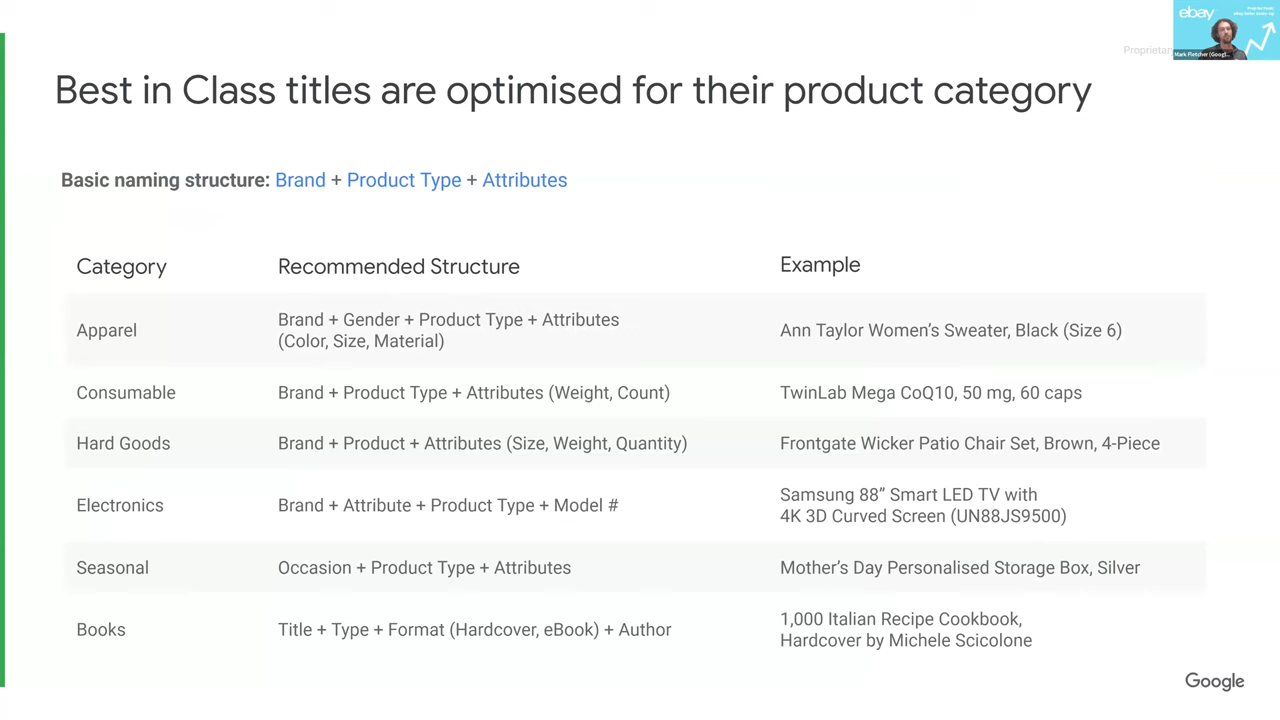 ebay
Proprietar
Mark Fletcher (Googl...
Best in Class titles are optimised for their product category
Basic naming structure: Brand + Product Type + Attributes
Category
Recommended Structure
Example
Apparel
Brand + Gender + Product Type + Attributes
(Color, Size, Material)
Ann Taylor Women’s Sweater, Black (Size 6)
Consumable
Brand + Product Type + Attributes (Weight, Count)
TwinLab Mega CoQ10, 50 mg, 60 caps
Hard Goods
Brand + Product + Attributes (Size, Weight, Quantity)
Frontgate Wicker Patio Chair Set, Brown, 4-Piece
Electronics
Brand + Attribute + Product Type + Model #
Samsung 88” Smart LED TV with
4K 3D Curved Screen (UN88JS9500)
Seasonal
Occasion + Product Type + Attributes
Mother’s Day Personalised Storage Box, Silver
Books
Title + Type + Format (Hardcover, eBook) + Author
1,000 Italian Recipe Cookbook,
Hardcover by Michele Scicolone
Google